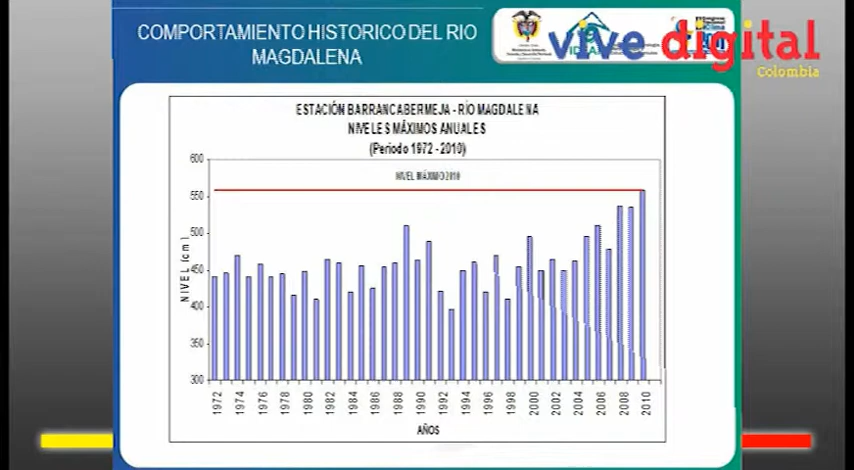 COMPORTAMIENTO HISTORICO DEL RIO
MAGDALENA
vive digital
Colombia
ESTACIÓN BARRANCABERMEJA - RÍO MAGDALENA
NIVELES MÁXIMOS ANUALES
(Período 1972 - 2010)
NIVEL MÁXIMO 2010
600
550
500
450
400
350
300
NIVEL (cm)
1972 1974 1976 1978 1980 1982 1984 1986 1988 1990 1992 1994 1996 1998 2000 2002 2004 2006 2008 2010
AÑOS